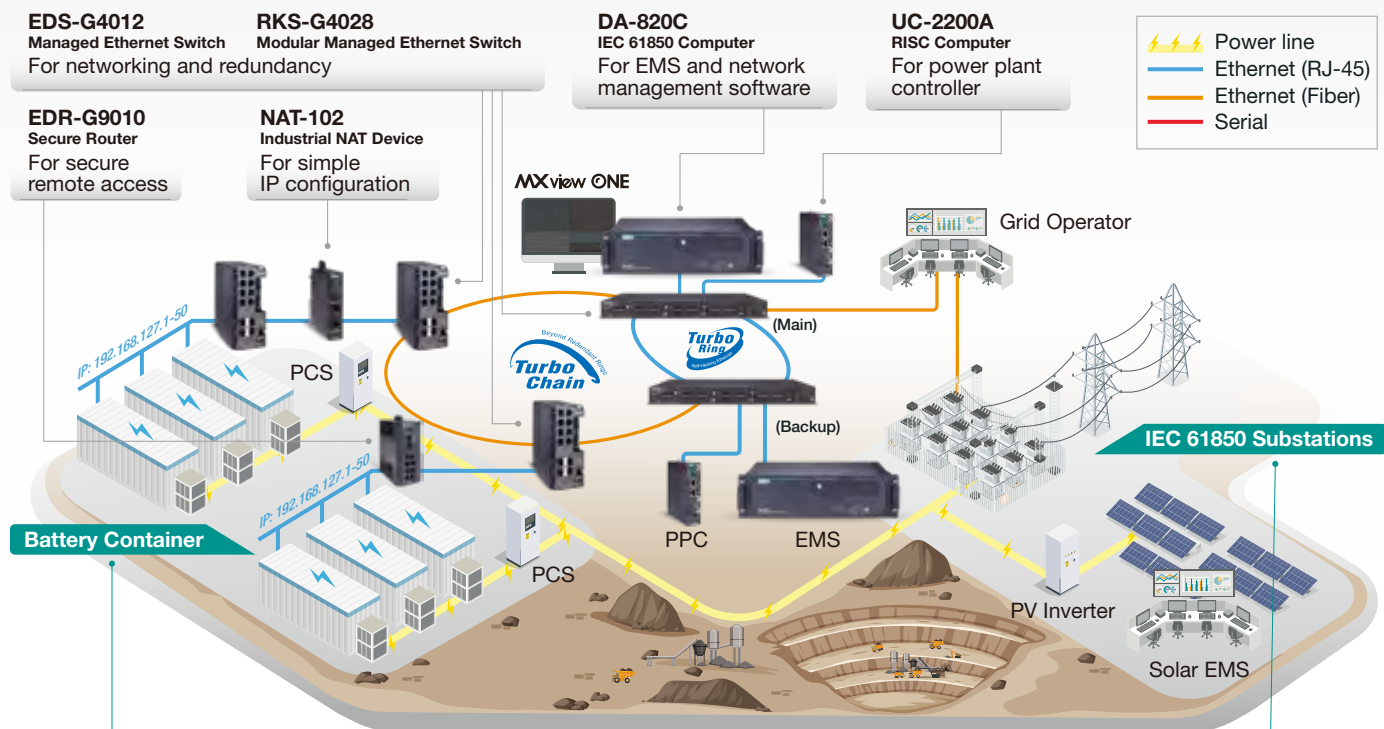 EDS-G4012
Managed Ethernet Switch
RKS-G4028
Modular Managed Ethernet Switch
For networking and redundancy
DA-820C
IEC 61850 Computer
For EMS and network
management software
UC-2200A
RISC Computer
For power plant
controller
Power line
Ethernet (RJ-45)
Ethernet (Fiber)
Serial
EDR-G9010
Secure Router
For secure
remote access
NAT-102
Industrial NAT Device
For simple
IP configuration
MXview ONE
Grid Operator
IP: 192.168.127.1-50
PCS
Beyond Redundant Rings
Turbo
Chain
Turbo
Ring
(Main)
(Backup)
IEC 61850 Substations
IP: 192.168.127.1-50
Battery Container
PCS
PPC
EMS
PV Inverter
Solar EMS